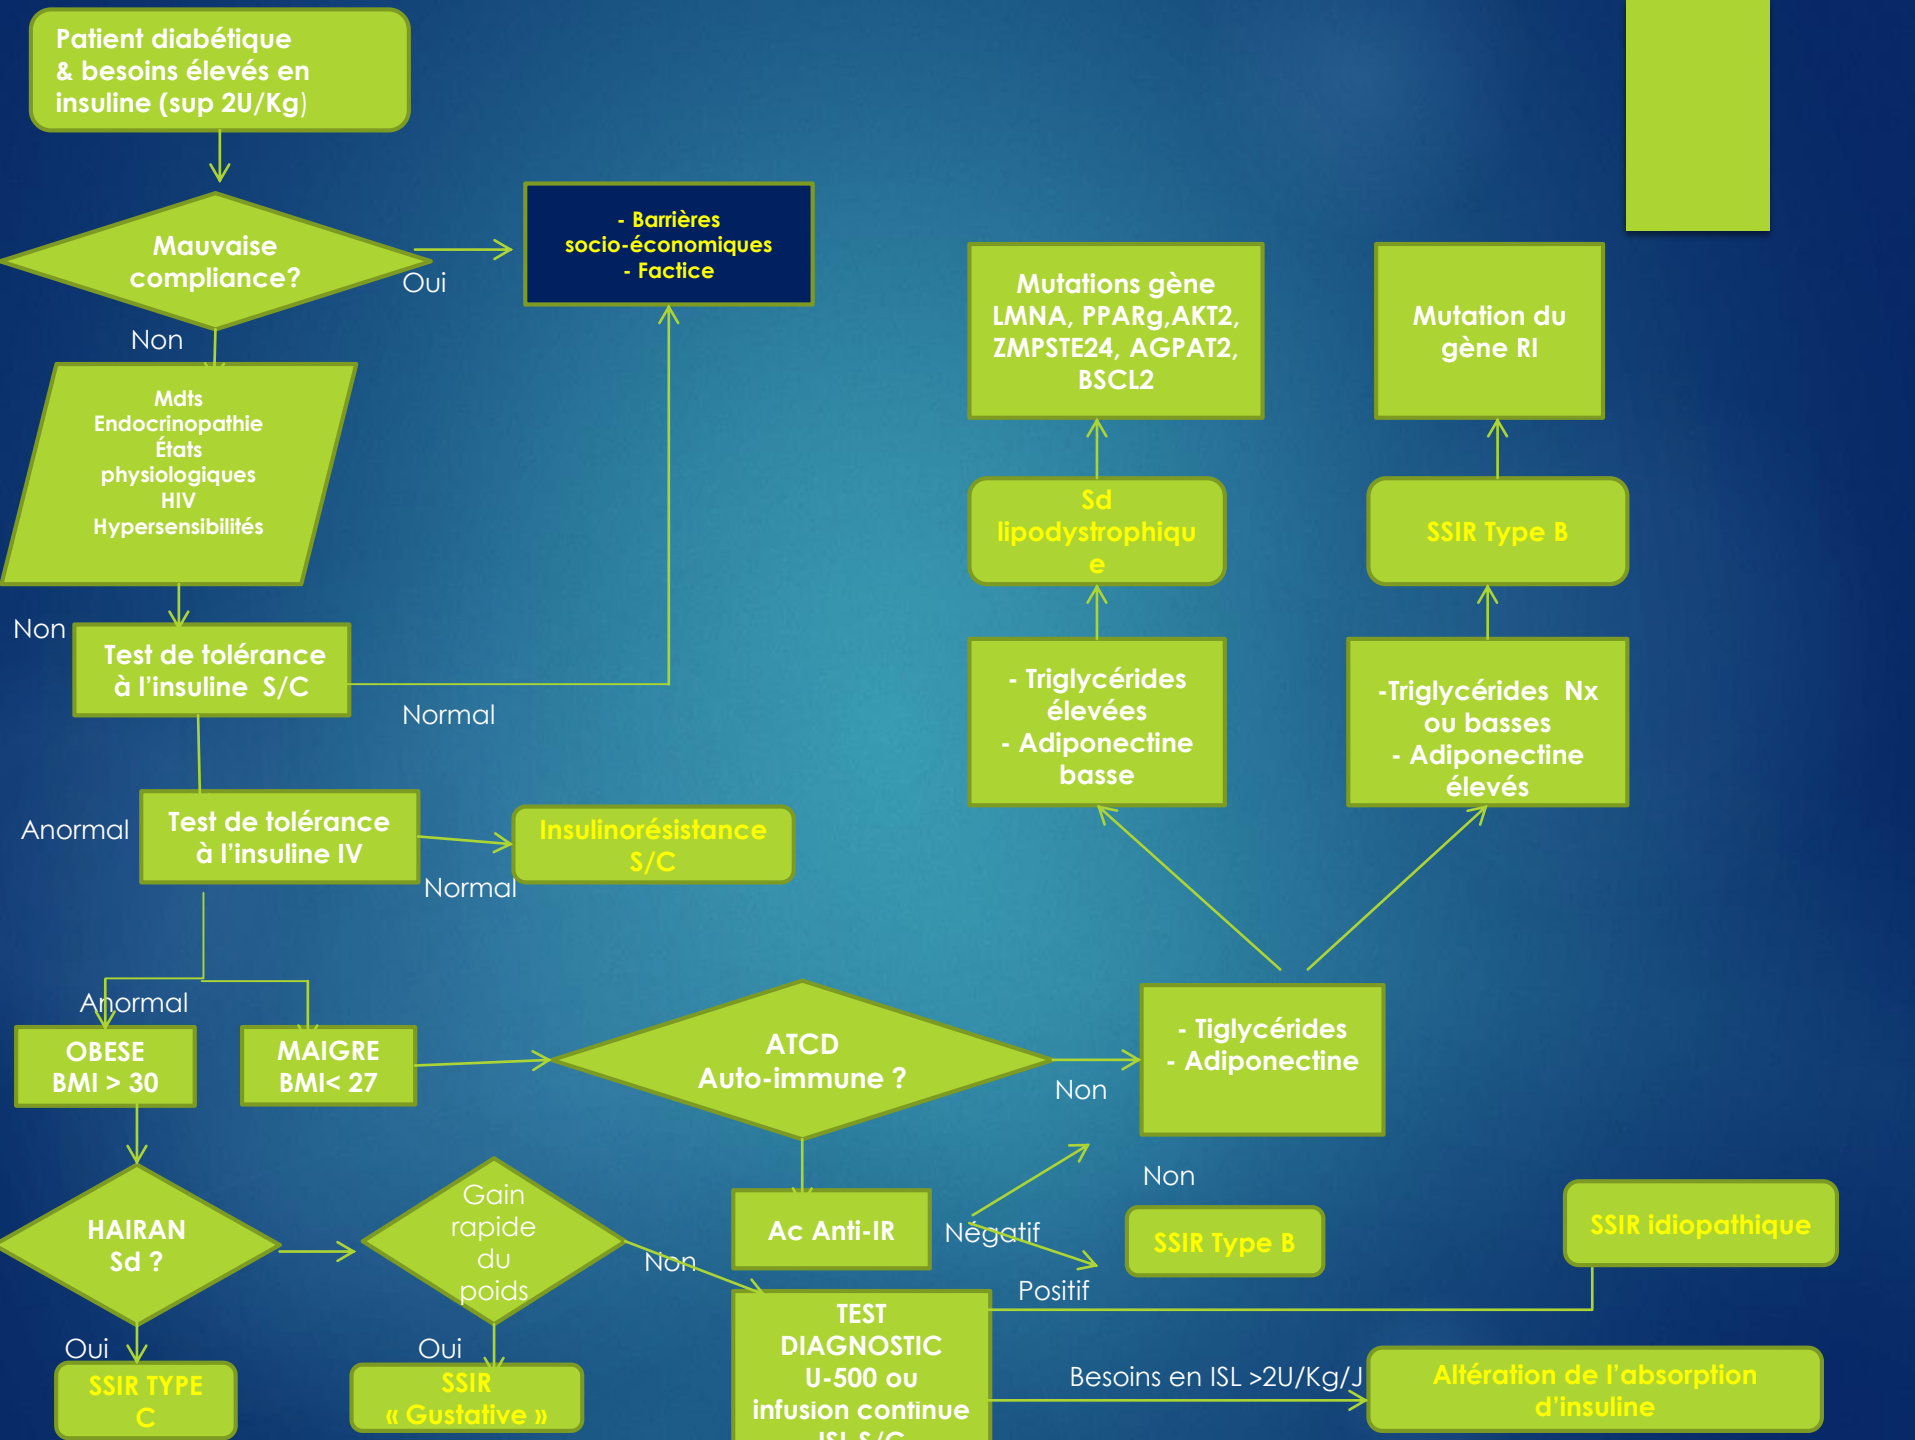 Patient diabétique
& besoins élevés en
insuline (sup 2U/Kg)
Mauvaise
compliance?
Oui
- Barrières
socio-économiques
- Factice
Non
Mdts
Endocrinopathie
États
physiologiques
HIV
Hypersensibilités
Non
Test de tolérance
à l'insuline S/C
Normal
Anormal
Test de tolérance
à l'insuline IV
Normal
Insulinorésistance
S/C
Anormal
OBESE
BMI > 30
MAIGRE
BMI< 27
HAIRAN
Sd ?
Oui
SSIR TYPE
C
Gain
rapide
du
poids
Oui
SSIR
« Gustative »
Non
ATCD
Auto-immune ?
Non
Ac Anti-IR
Négatif
Positif
Non
SSIR Type B
TEST
DIAGNOSTIC
U-500 ou
infusion continue
ISL S/C
SSIR idiopathique
Besoins en ISL >2U/Kg/J
Altération de l'absorption
d'insuline
- Tiglycérides
- Adiponectine
- Triglycérides
élevées
- Adiponectine
basse
Sd
lipodystrophiqu
e
Mutations gène
LMNA, PPARg,AKT2,
ZMPSTE24, AGPAT2,
BSCL2
-Triglycérides Nx
ou basses
- Adiponectine
élevés
SSIR Type B
Mutation du
gène RI